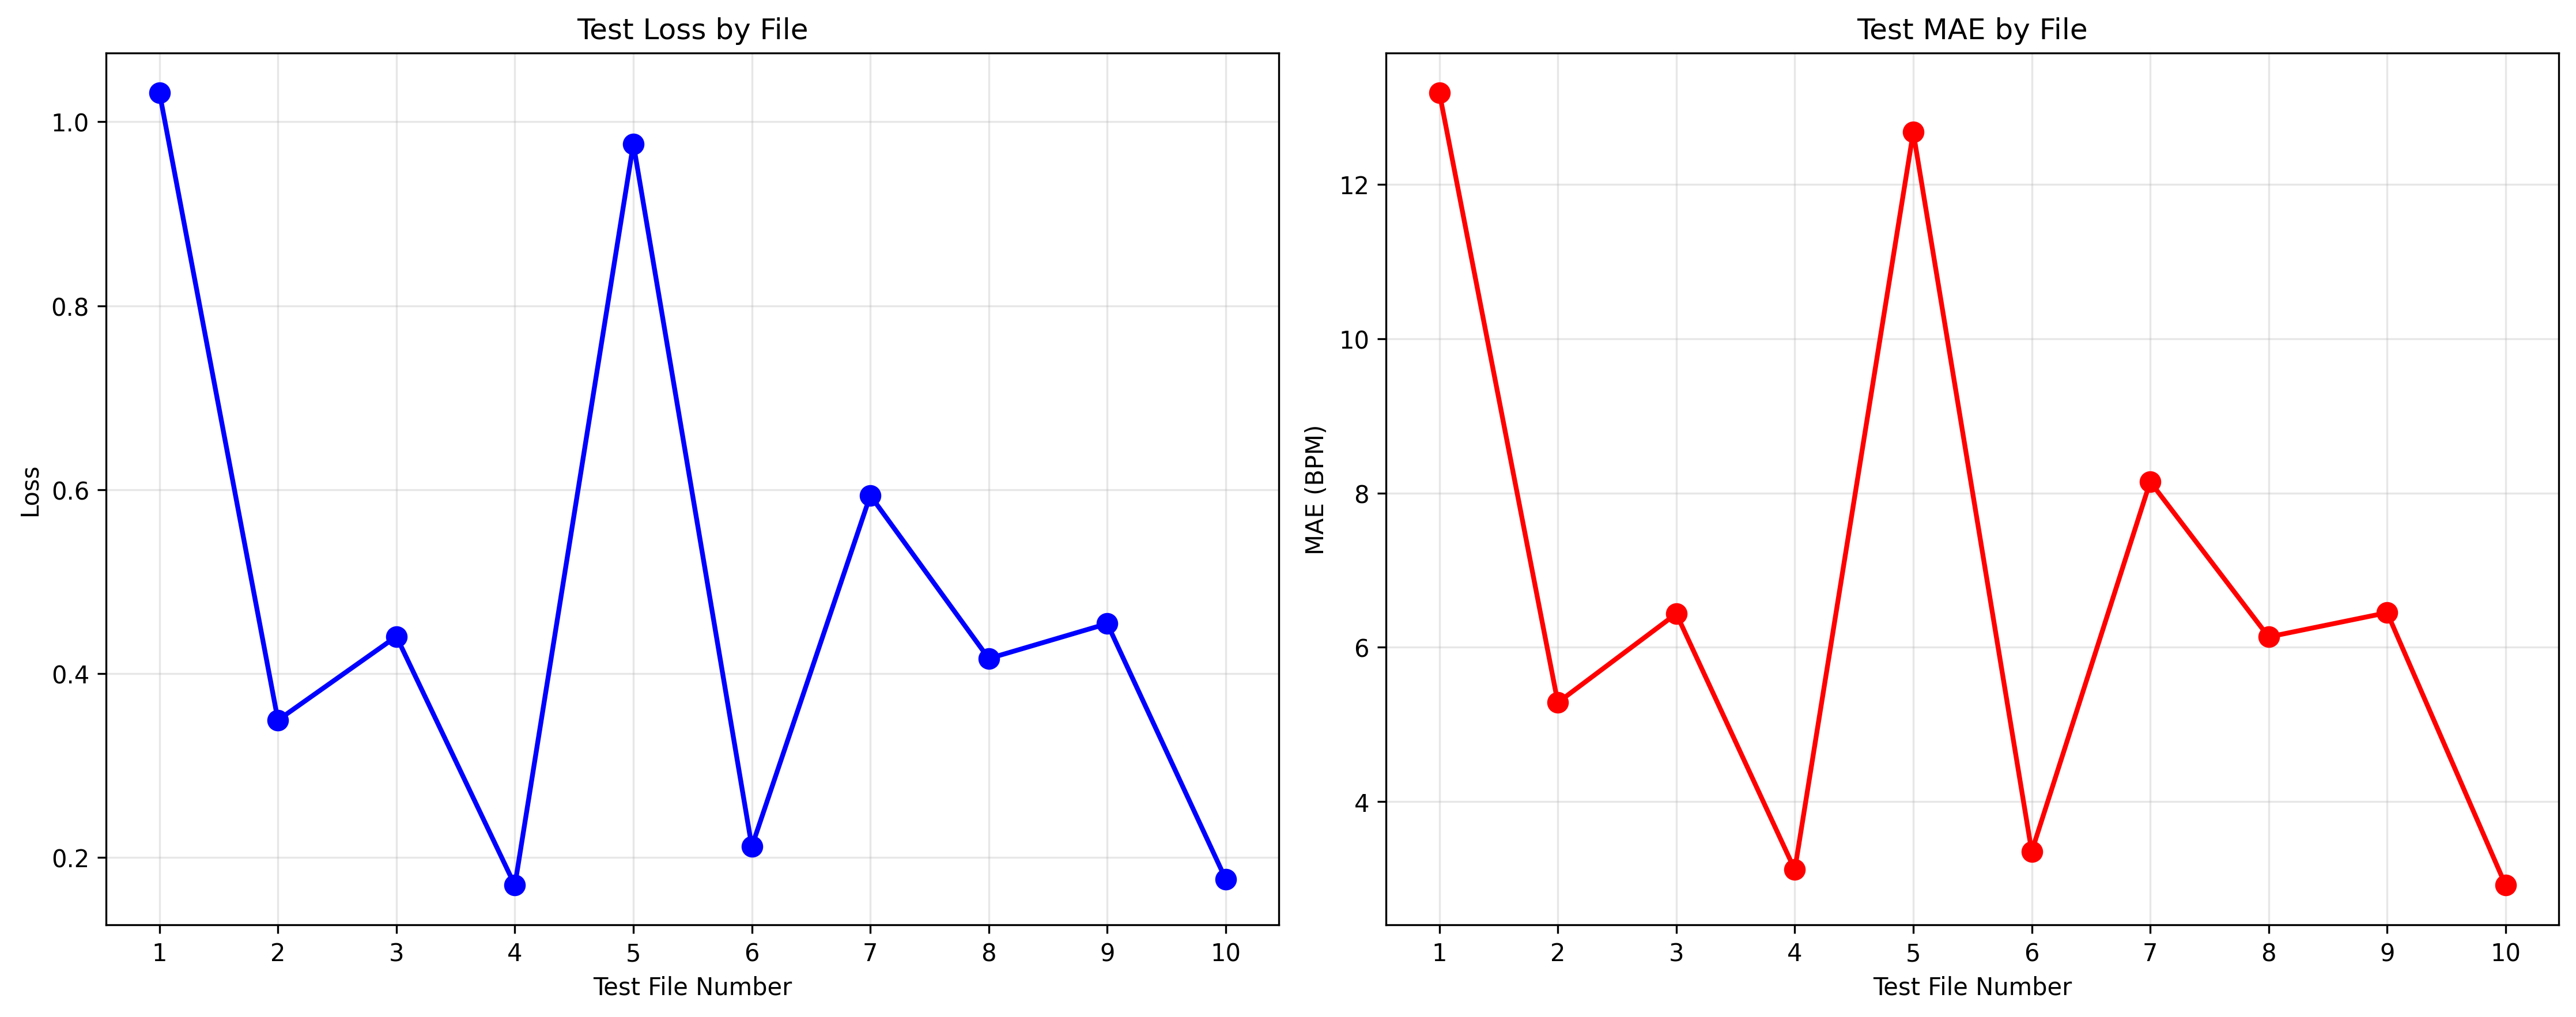 Test Loss by File
Loss
1.0
0.8
0.6
0.4
0.2
1 2 3 4 5 6 7 8 9 10
Test File Number
Test MAE by File
MAE (BPM)
12
10
8
6
4
1 2 3 4 5 6 7 8 9 10
Test File Number